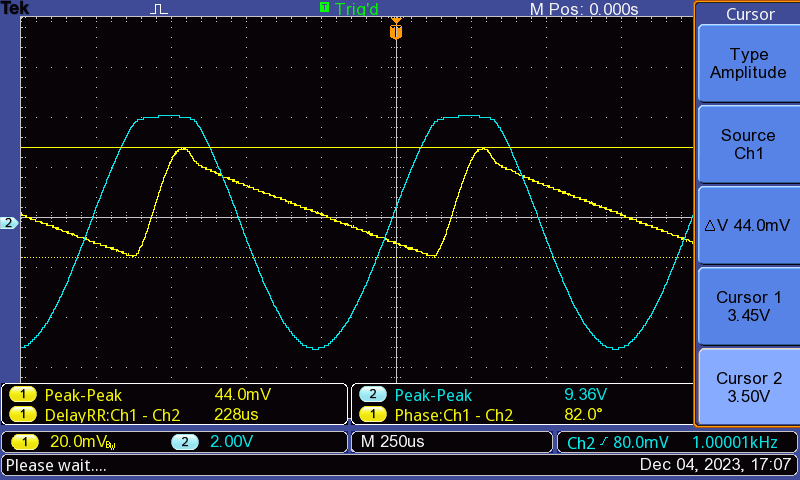 Tek T Trig'd M Pos: 0.000s
Cursor
T
Type
Amplitude
Source
Ch1
2
△V 44.0mV
Cursor 1
3.45V
Cursor 2
3.50V
1 Peak-Peak 44.0mV
1 DelayRR:Ch1 - Ch2 228us
2 Peak-Peak 9.36V
1 Phase:Ch1 - Ch2 82.0°
1 20.0mVBw 2 2.00V M 250us Ch2 80.0mV 1.00001kHz
Please wait.... Dec 04, 2023, 17:07